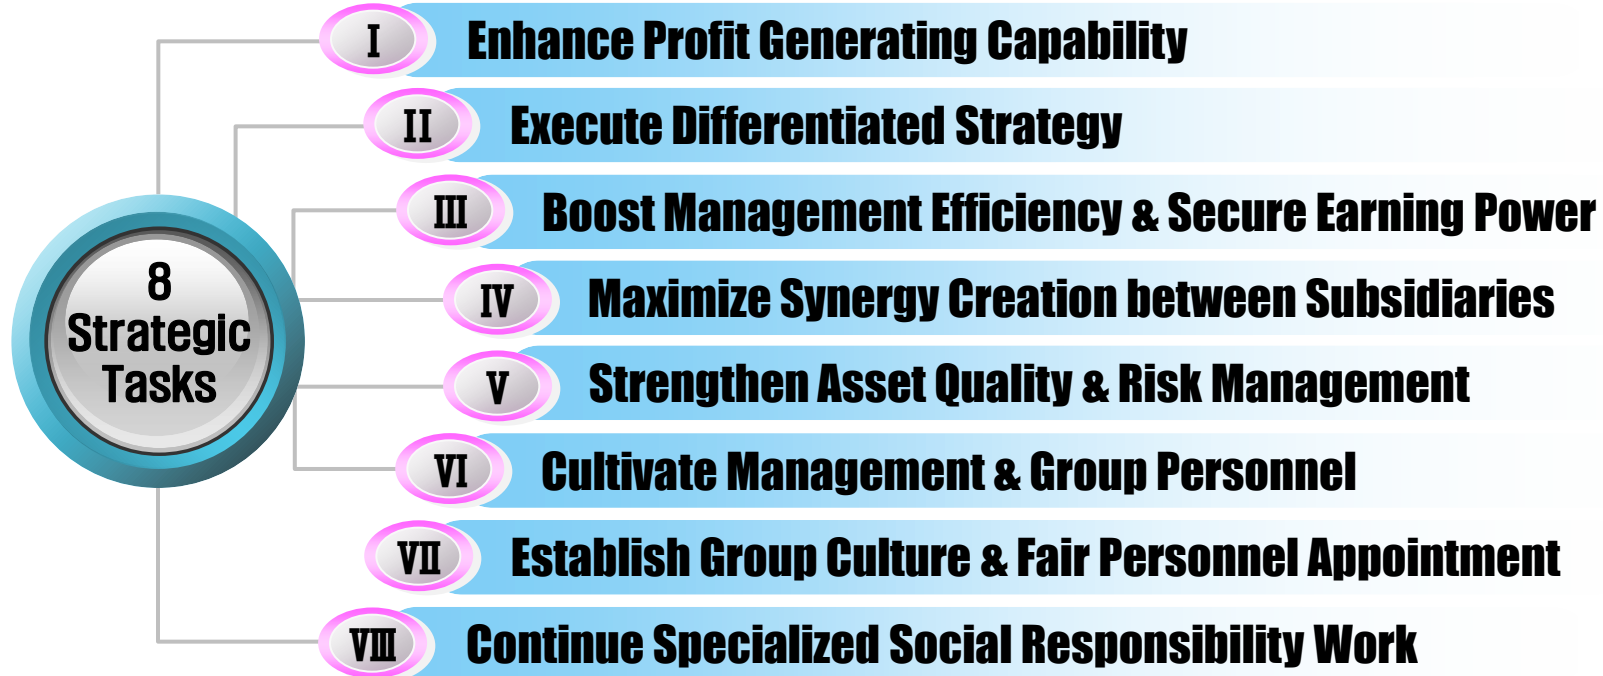 I Enhance Profit Generating Capability
II Execute Differentiated Strategy
III Boost Management Efficiency & Secure Earning Power
8
Strategic
Tasks
IV Maximize Synergy Creation between Subsidiaries
V Strengthen Asset Quality & Risk Management
VI Cultivate Management & Group Personnel
VII Establish Group Culture & Fair Personnel Appointment
VIII Continue Specialized Social Responsibility Work